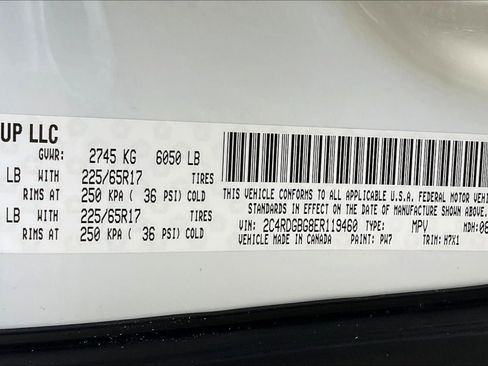 UP LLC
GVWR: 2745 KG 6050 LB
LB WITH 225/65R17 TIRES
RIMS AT 250 KPA ( 36 PSI) COLD
LB WITH 225/65R17 TIRES
RIMS AT 250 KPA ( 36 PSI) COLD
THIS VEHICLE CONFORMS TO ALL APPLICABLE U.S.A. FEDERAL MOTOR VEHI
STANDARDS IN EFFECT ON THE DATE OF MANUFACTURE SHOWN ABOVE.
VIN: 2C4RDGBG8ER119460 TYPE: MPV MDH: 06
VEHICLE MADE IN CANADA PAINT: PW7 TRIM: H7X1